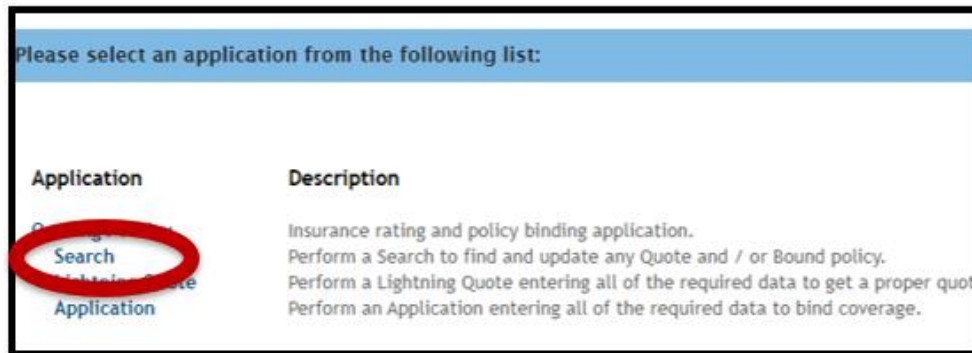 Please select an application from the following list:
Application Description
Insurance rating and policy binding application.
Search Perform a Search to find and update any Quote and / or Bound policy.
Perform a Lightning Quote entering all of the required data to get a proper quot
Application Perform an Application entering all of the required data to bind coverage.